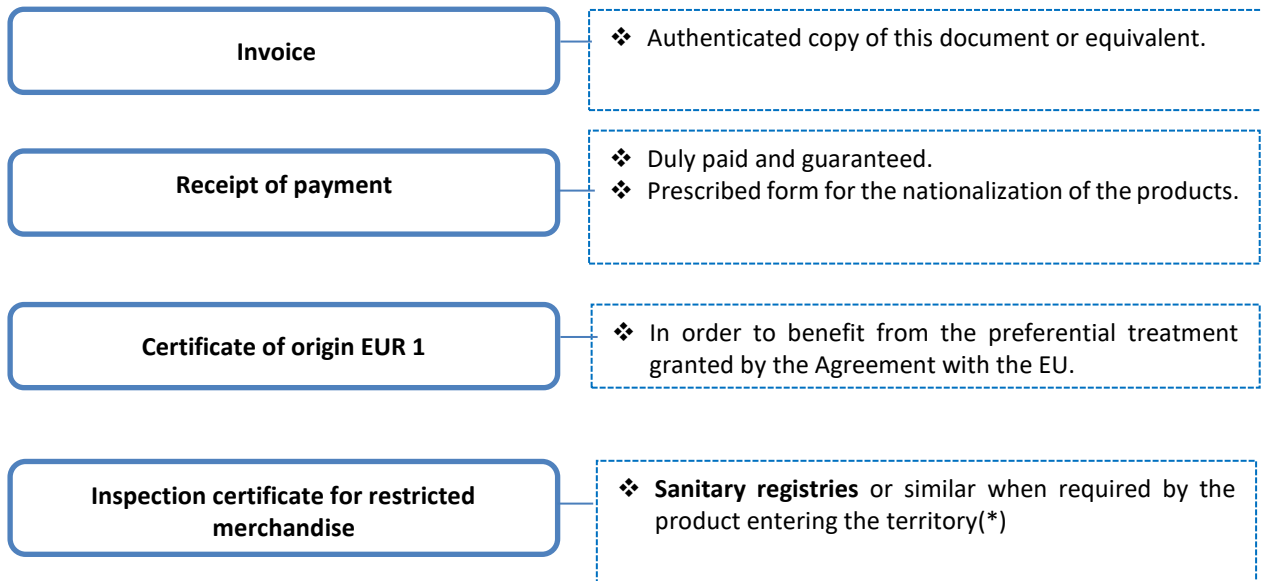 Invoice
❖ Authenticated copy of this document or equivalent.
Receipt of payment
❖ Duly paid and guaranteed.
❖ Prescribed form for the nationalization of the products.
Certificate of origin EUR 1
❖ In order to benefit from the preferential treatment
granted by the Agreement with the EU.
Inspection certificate for restricted
merchandise
❖ Sanitary registries or similar when required by the
product entering the territory(*)